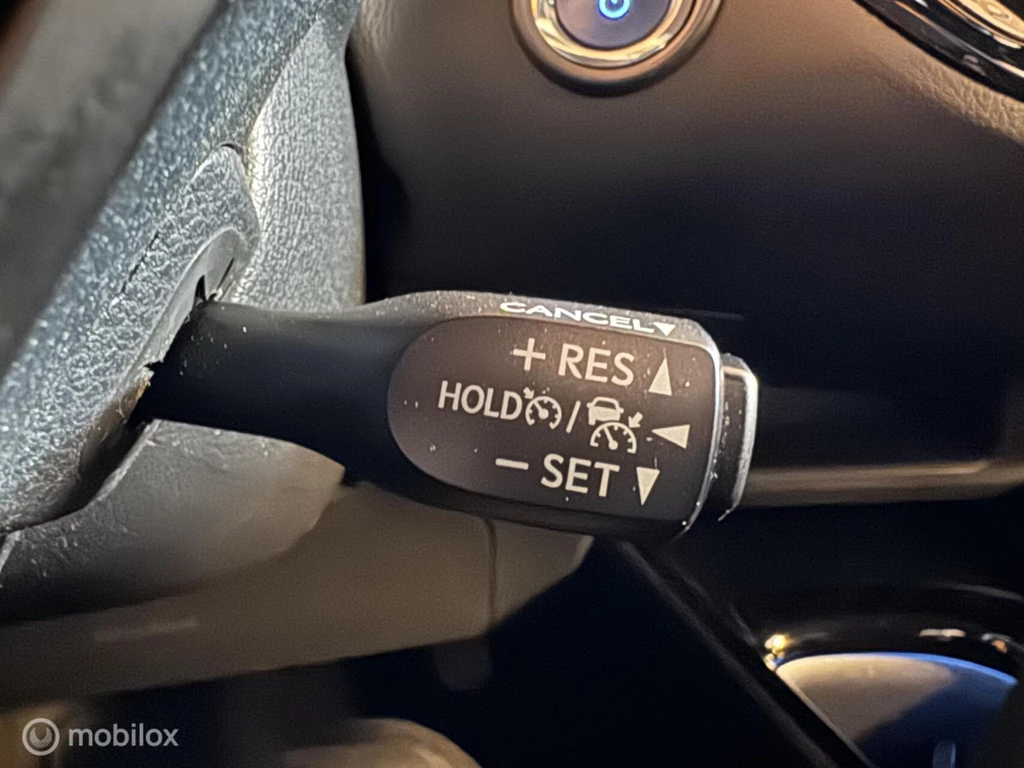 CANCEL▼
+ RES ▲
HOLD / ◀
− SET ▼
mobilox